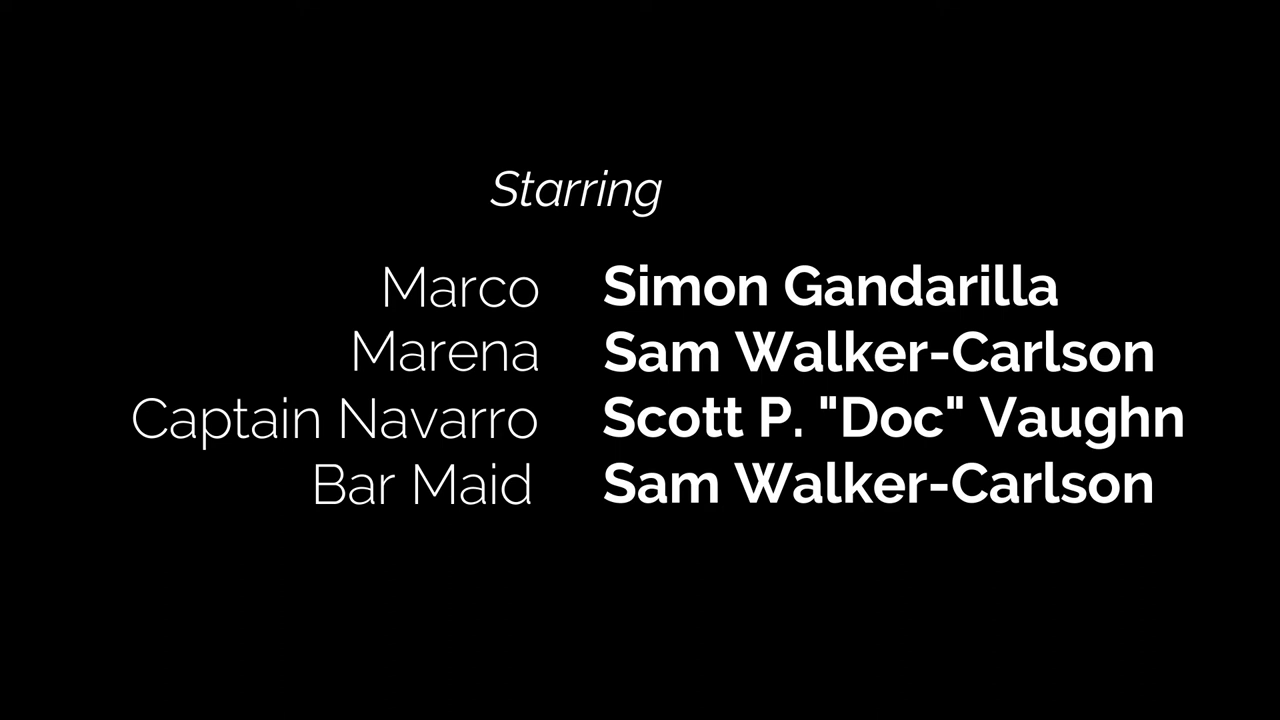 Starring
Marco Simon Gandarilla
Marena Sam Walker-Carlson
Captain Navarro Scott P. "Doc" Vaughn
Bar Maid Sam Walker-Carlson